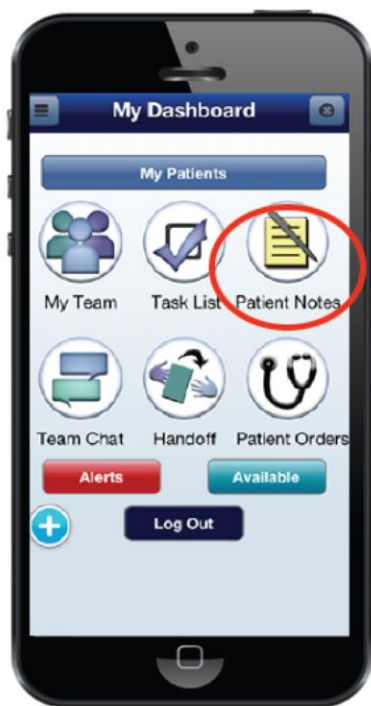 My Dashboard
My Patients
My Team Task List Patient Notes
Team Chat Handoff Patient Orders
Alerts Available
Log Out